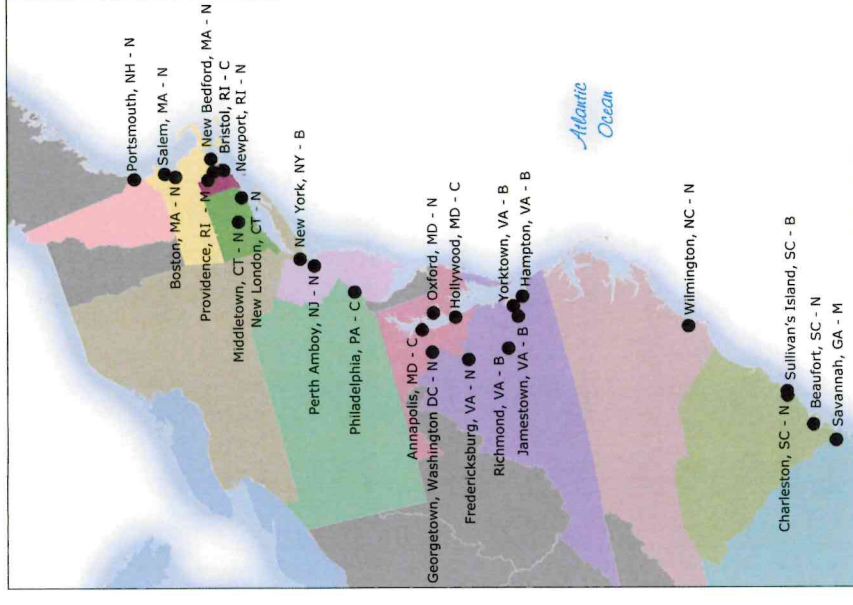 Portsmouth, NH - N
Salem, MA - N
Boston, MA - N
New Bedford, MA - N
Providence, RI - M
Bristol, RI - C
Newport, RI - N
Middletown, CT - N
New London, CT - N
New York, NY - B
Perth Amboy, NJ - N
Philadelphia, PA - C
Annapolis, MD - C
Oxford, MD - N
Georgetown, Washington DC - N
Hollywood, MD - C
Fredericksburg, VA - N
Yorktown, VA - B
Richmond, VA - B
Hampton, VA - B
Jamestown, VA - B
Atlantic
Ocean
Wilmington, NC - N
Charleston, SC - N
Sullivan's Island, SC - B
Beaufort, SC - N
Savannah, GA - M